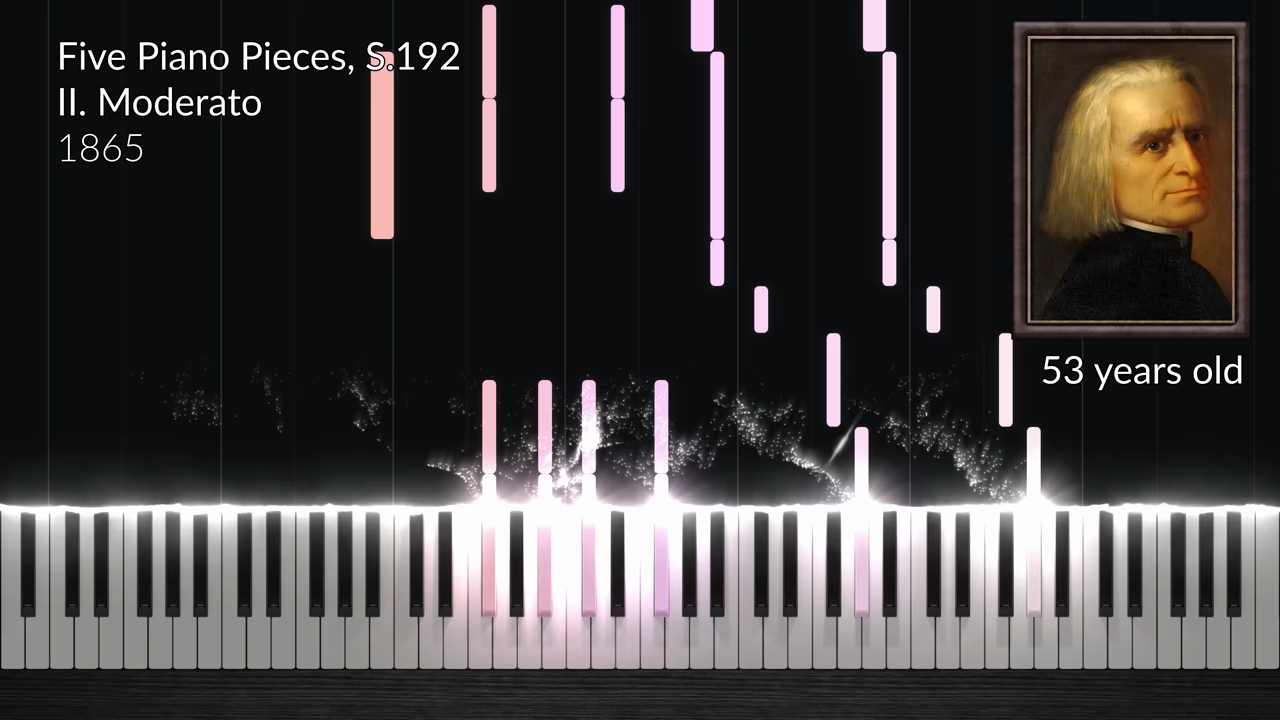 Five Piano Pieces, S.192
II. Moderato
1865
53 years old